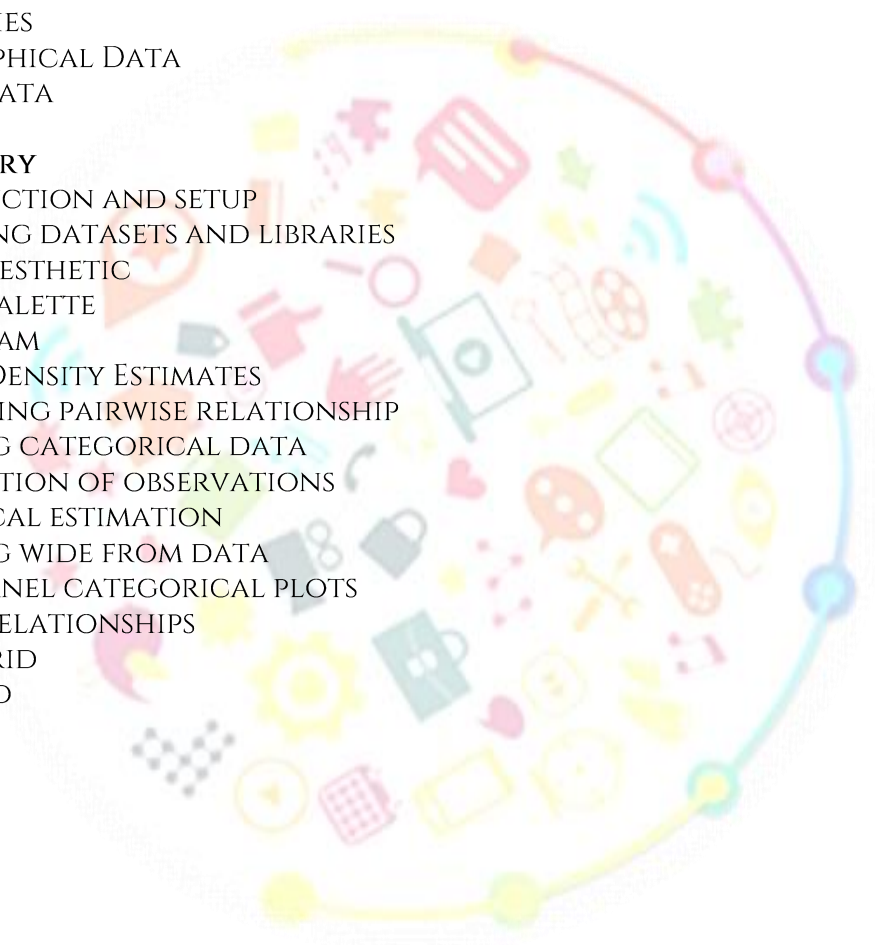 IES
PHICAL DATA
ATA
RY
CTION AND SETUP
NG DATASETS AND LIBRARIES
ESTHETIC
ALETTE
AM
DENSITY ESTIMATES
ING PAIRWISE RELATIONSHIP
G CATEGORICAL DATA
TION OF OBSERVATIONS
CAL ESTIMATION
G WIDE FROM DATA
NEL CATEGORICAL PLOTS
ELATIONSHIPS
RID
D